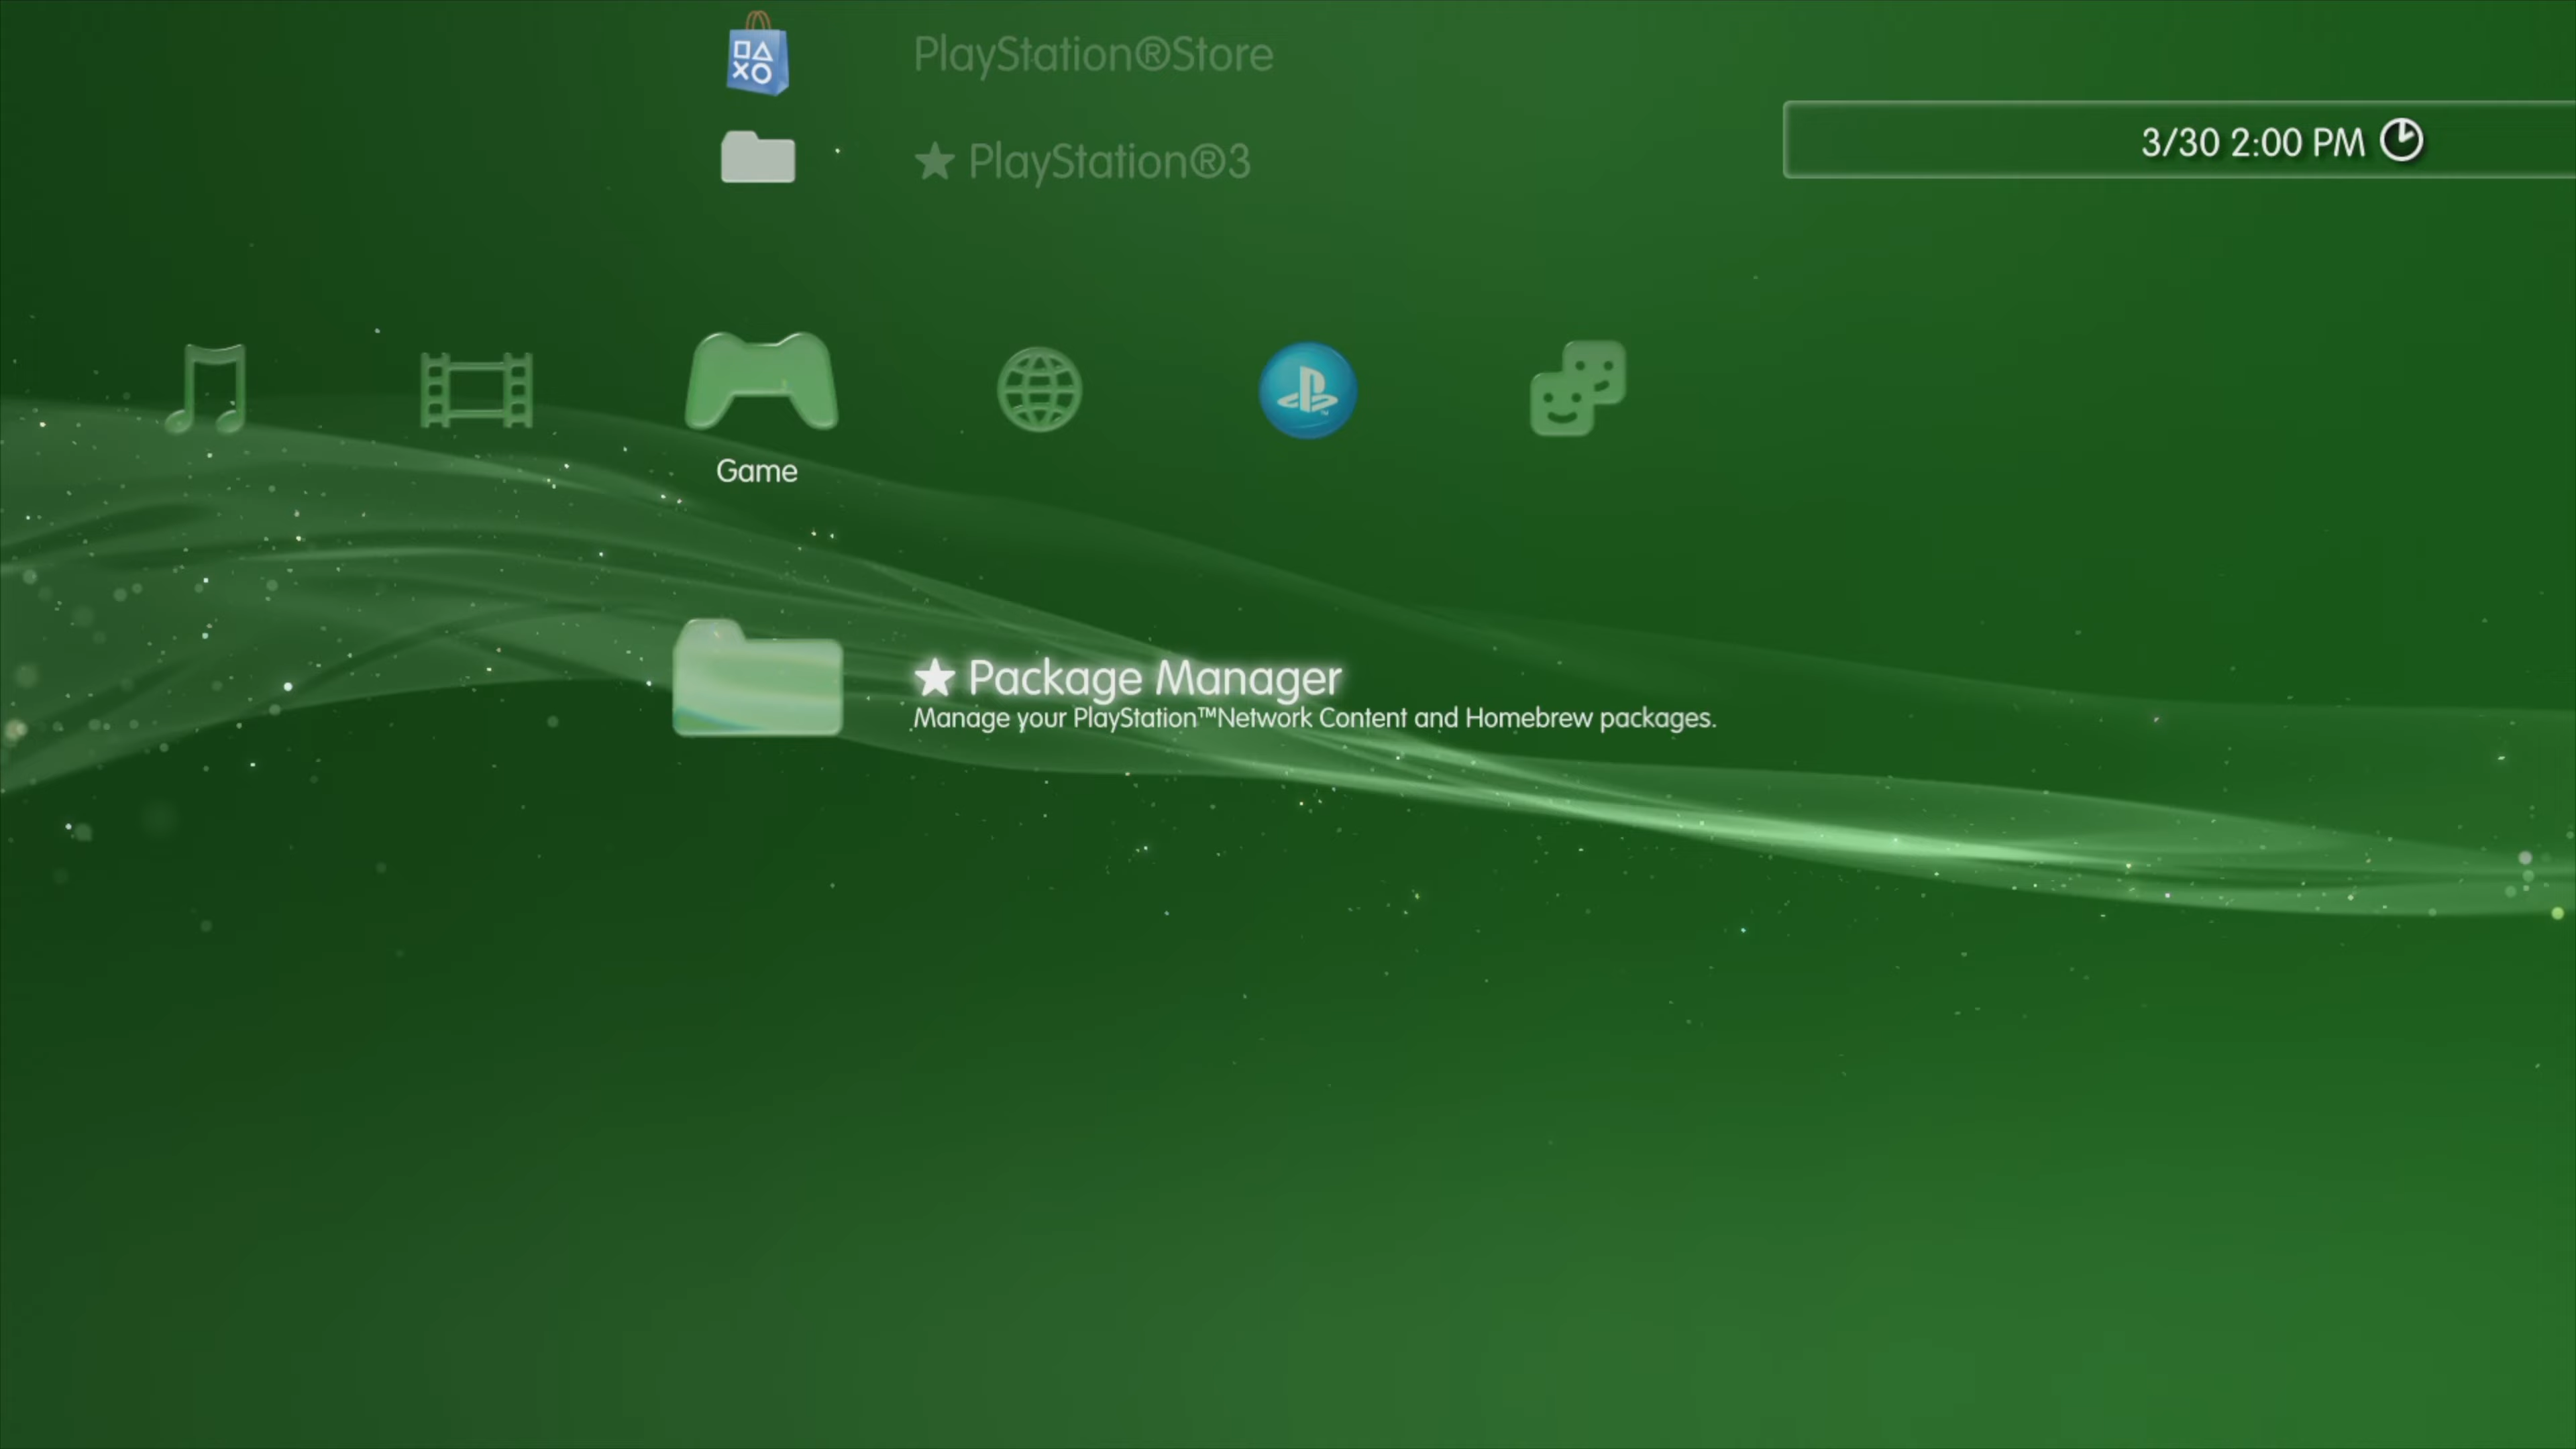 PlayStation®Store
★ PlayStation®3
3/30 2:00 PM
Game
★ Package Manager
Manage your PlayStation™Network Content and Homebrew packages.